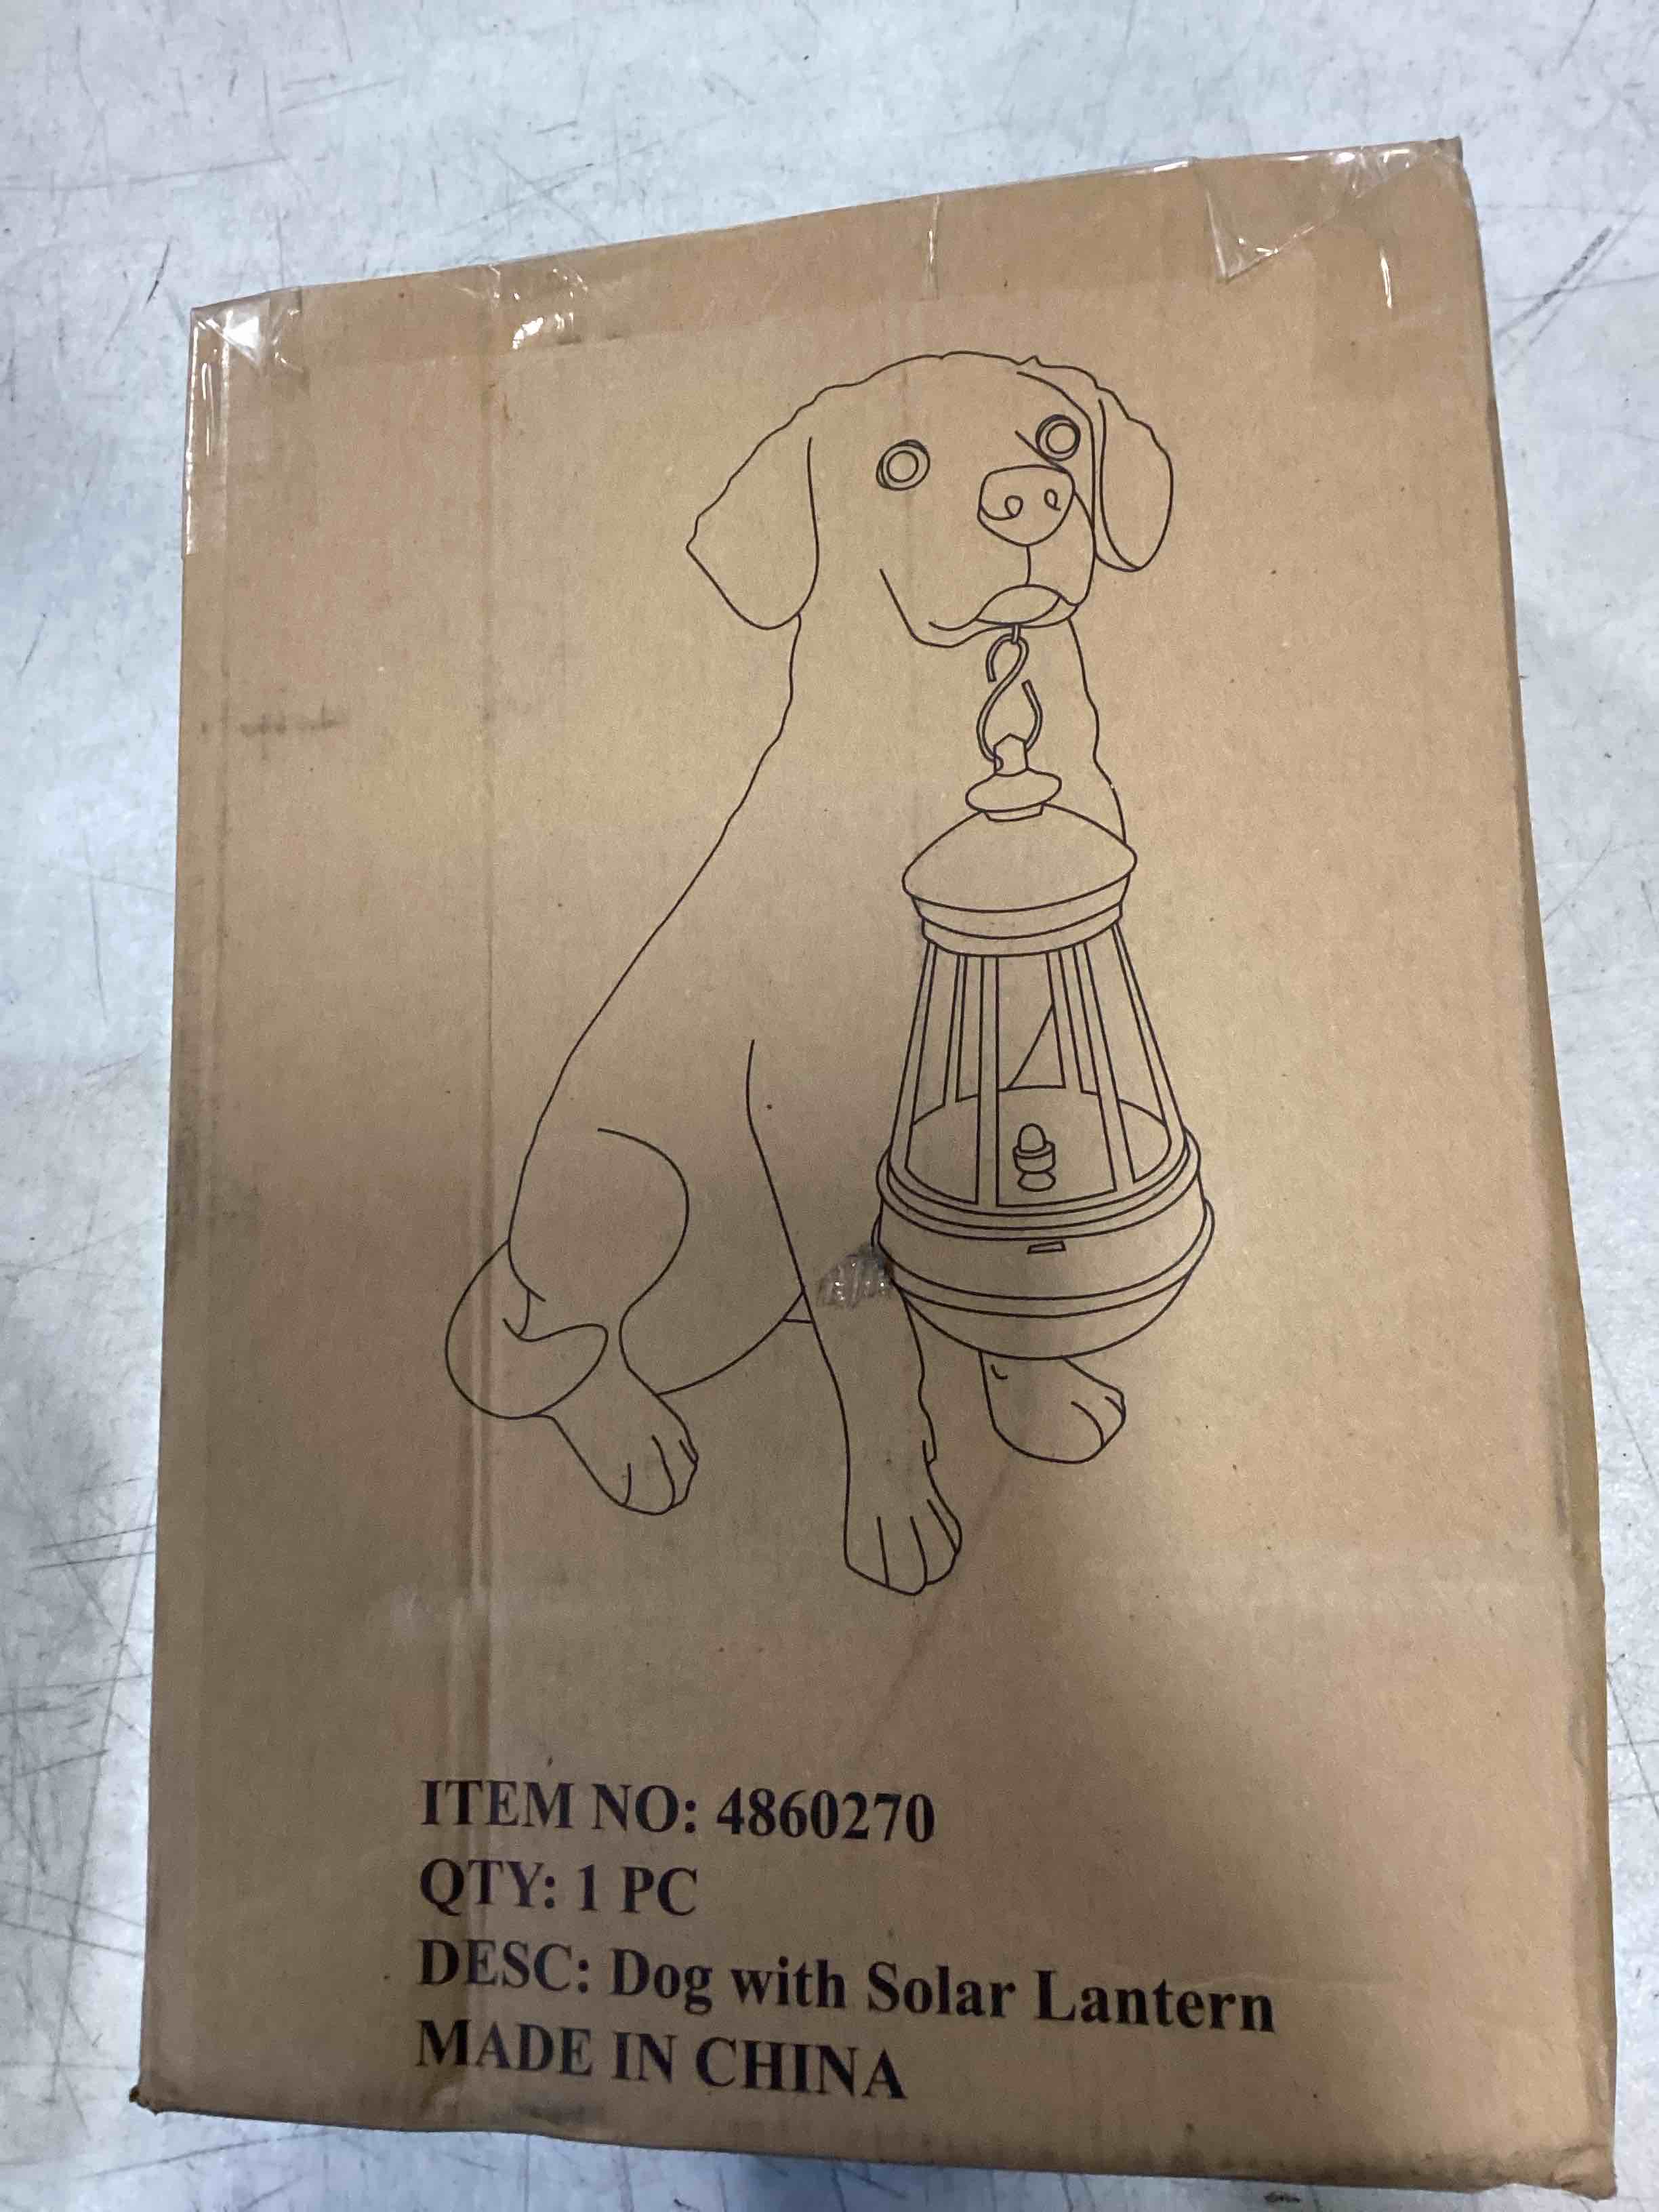 ITEM NO: 4860270
QTY: 1 PC
DESC: Dog with Solar Lantern
MADE IN CHINA